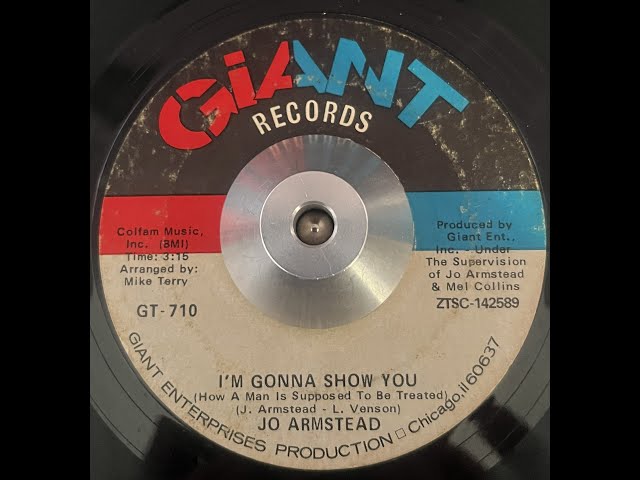 GiANT
RECORDS
Colfam Music,
Inc. (BMI)
Time: 3:15
Arranged by:
Mike Terry
GT-710
Produced by
Giant Ent.,
Inc. - Under
The Supervision
of Jo Armstead
& Mel Collins
ZTSC-142589
I'M GONNA SHOW YOU
(How A Man Is Supposed To Be Treated)
(J. Armstead - L. Venson)
JO ARMSTEAD
GIANT ENTERPRISES PRODUCTION □ Chicago, il 60637